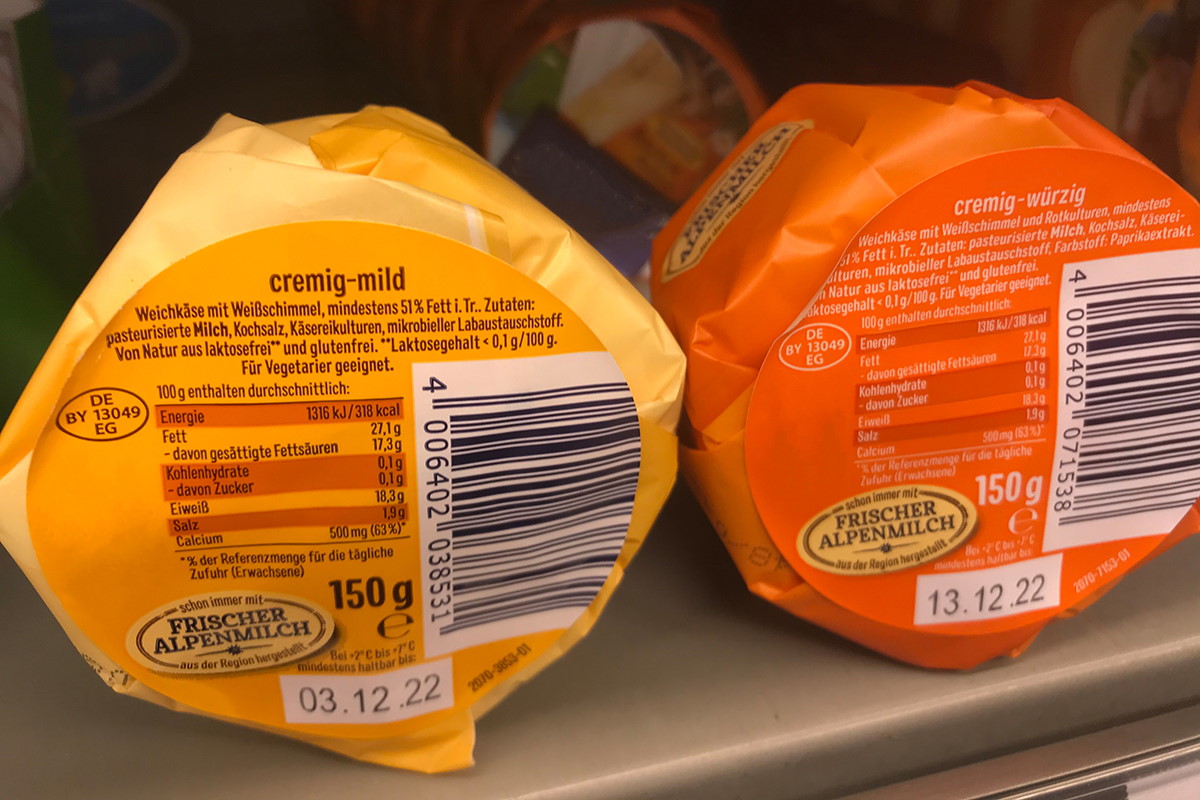 cremig-mild
Weichkäse mit Weißschimmel, mindestens 51% Fett i. Tr.. Zutaten:
pasteurisierte Milch, Kochsalz, Käsereikulturen, mikrobieller Labaustauschstoff.
Von Natur aus laktosefrei** und glutenfrei. **Laktosegehalt < 0,1 g/100 g.
Für Vegetarier geeignet.
DE
BY 13049
EG
100 g enthalten durchschnittlich:
Energie 1316 kJ/318 kcal
Fett 27,1 g
- davon gesättigte Fettsäuren 17,3 g
Kohlenhydrate 0,1 g
- davon Zucker 0,1 g
Eiweiß 18,3 g
Salz 1,9 g
Calcium 500 mg (63%)*
*% der Referenzmenge für die tägliche
Zufuhr (Erwachsene)
150 g
e
schon immer mit
FRISCHER
ALPENMILCH
aus der Region hergestellt
Bei +2°C bis +7°C
mindestens haltbar bis:
03.12.22
2070-3853-01
4 006402 038531
FRISCHER
ALPENMILCH
aus der Region
cremig-würzig
Weichkäse mit Weißschimmel und Rotkulturen, mindestens
51% Fett i. Tr.. Zutaten: pasteurisierte Milch, Kochsalz, Käserei-
kulturen, mikrobieller Labaustauschstoff, Farbstoff: Paprikaextrakt.
Natur aus laktosefrei** und glutenfrei.
laktosegehalt < 0,1 g/100 g. Für Vegetarier geeignet.
DE
BY 13049
EG
100 g enthalten durchschnittlich:
Energie 1316 kJ/318 kcal
Fett 27,1 g
- davon gesättigte Fettsäuren 17,3 g
Kohlenhydrate 0,1 g
- davon Zucker 0,1 g
Eiweiß 18,3 g
Salz 1,9 g
Calcium 500 mg (63%)*
*% der Referenzmenge für die tägliche
Zufuhr (Erwachsene)
150 g
e
schon immer mit
FRISCHER
ALPENMILCH
aus der Region hergestellt
Bei +2°C bis +7°C
mindestens haltbar bis:
13.12.22
2070-7153-01
4 006402 071538